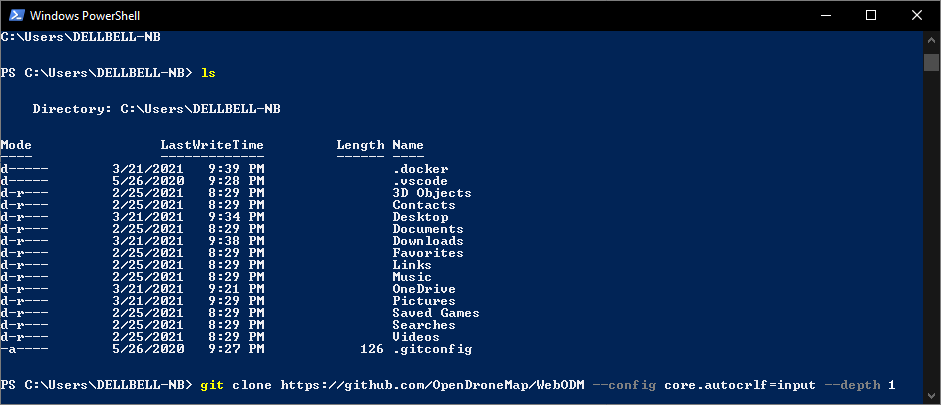 Windows PowerShell
C:\Users\DELLBELL-NB
PS C:\Users\DELLBELL-NB> ls
Directory: C:\Users\DELLBELL-NB
Mode LastWriteTime Length Name
---- ------------- ------ ----
d----- 3/21/2021 9:39 PM .docker
d----- 5/26/2020 9:28 PM .vscode
d-r--- 2/25/2021 8:29 PM 3D Objects
d-r--- 2/25/2021 8:29 PM Contacts
d-r--- 3/21/2021 9:34 PM Desktop
d-r--- 2/25/2021 8:29 PM Documents
d-r--- 3/21/2021 9:38 PM Downloads
d-r--- 2/25/2021 8:29 PM Favorites
d-r--- 2/25/2021 8:29 PM Links
d-r--- 2/25/2021 8:29 PM Music
d-r--- 3/21/2021 9:21 PM OneDrive
d-r--- 3/21/2021 9:29 PM Pictures
d-r--- 2/25/2021 8:29 PM Saved Games
d-r--- 2/25/2021 8:29 PM Searches
d-r--- 2/25/2021 8:29 PM Videos
-a---- 5/26/2020 9:27 PM 126 .gitconfig
PS C:\Users\DELLBELL-NB> git clone https://github.com/OpenDroneMap/WebODM --config core.autocrlf=input --depth 1